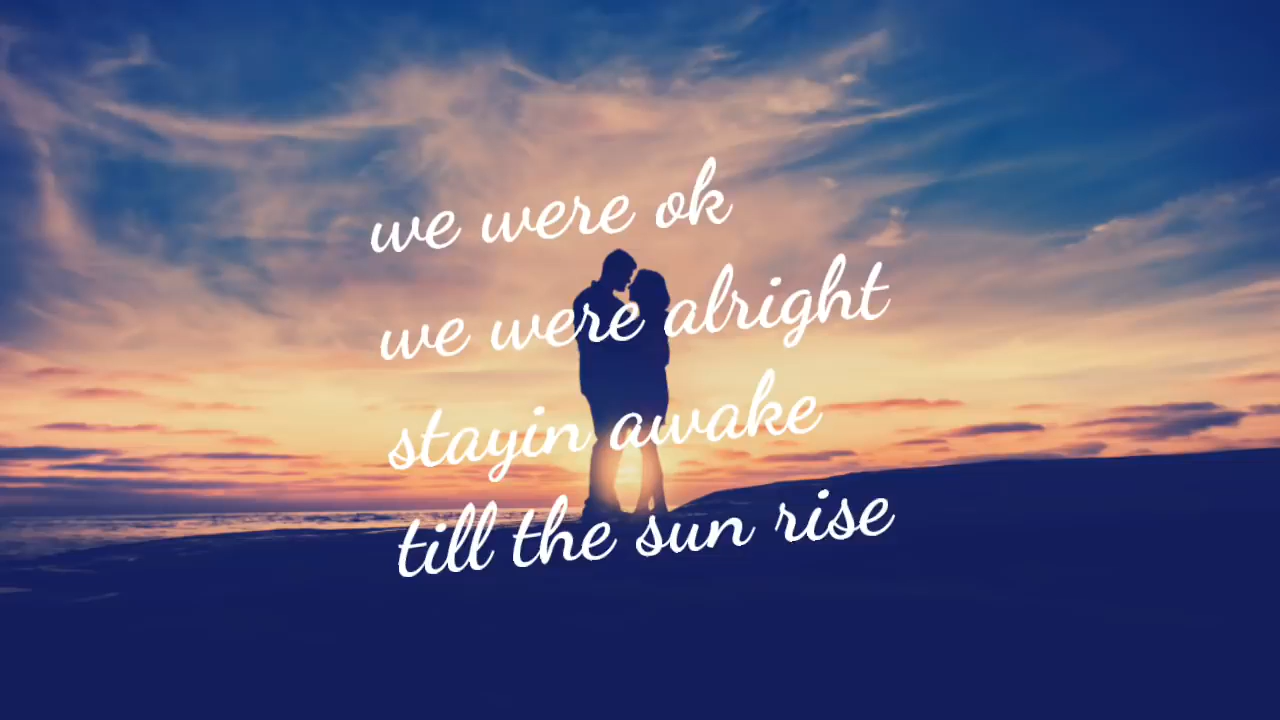 we were ok
we were alright
stayin awake
till the sun rise